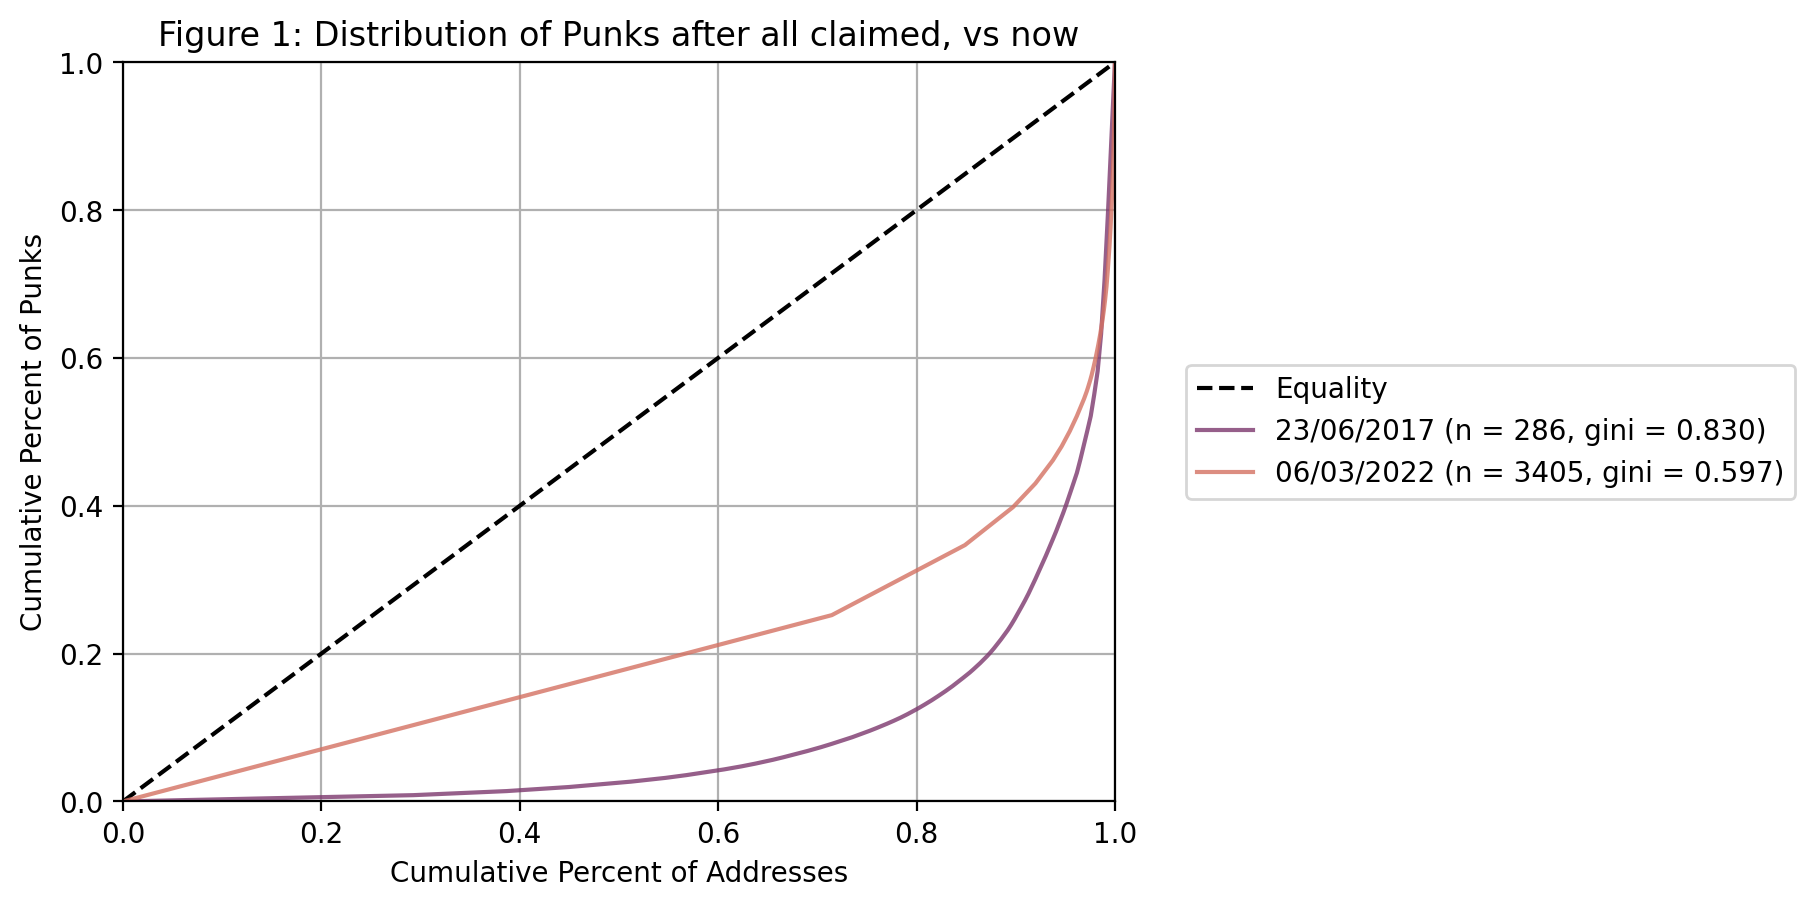 Figure 1: Distribution of Punks after all claimed, vs now
Cumulative Percent of Punks
1.0
0.8
0.6
0.4
0.2
0.0
0.0 0.2 0.4 0.6 0.8 1.0
Cumulative Percent of Addresses
Equality
23/06/2017 (n = 286, gini = 0.830)
06/03/2022 (n = 3405, gini = 0.597)